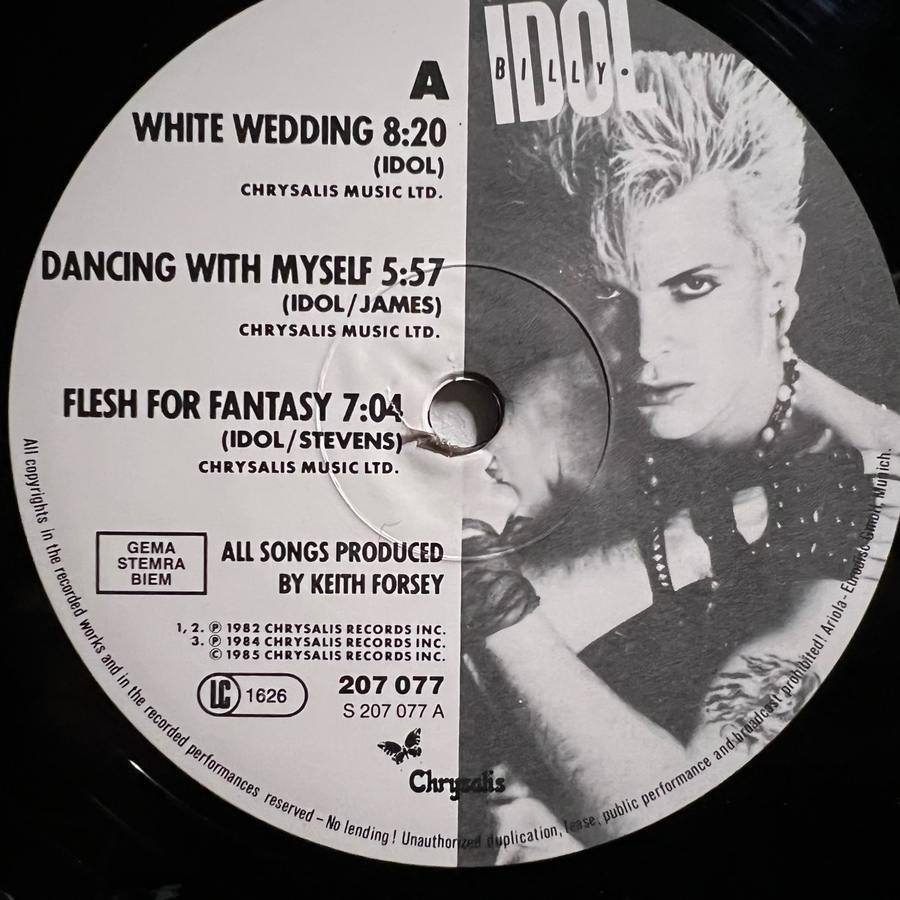 IDOL
BILLY.
A
WHITE WEDDING 8:20
(IDOL)
CHRYSALIS MUSIC LTD.
DANCING WITH MYSELF 5:57
(IDOL/JAMES)
CHRYSALIS MUSIC LTD.
FLESH FOR FANTASY 7:04
(IDOL/STEVENS)
CHRYSALIS MUSIC LTD.
GEMA
STEMRA
BIEM
ALL SONGS PRODUCED
BY KEITH FORSEY
1, 2. ℗ 1982 CHRYSALIS RECORDS INC.
3. ℗ 1984 CHRYSALIS RECORDS INC.
© 1985 CHRYSALIS RECORDS INC.
LC 1626
207 077
S 207 077 A
Chrysalis
All copyrights in the recorded works and in the recorded performances reserved – No lending! Unauthorized duplication, lease, public performance and broadcast prohibited! Ariola-Eurodisc GmbH, Munich.